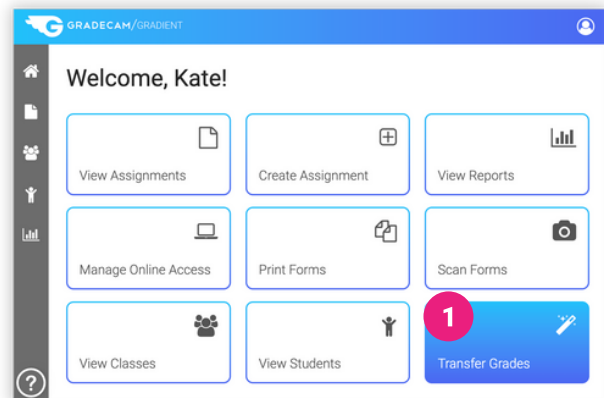 GRADECAM/GRADIENT
Welcome, Kate!
View Assignments
Create Assignment
View Reports
Manage Online Access
Print Forms
Scan Forms
1
View Classes
View Students
Transfer Grades
?